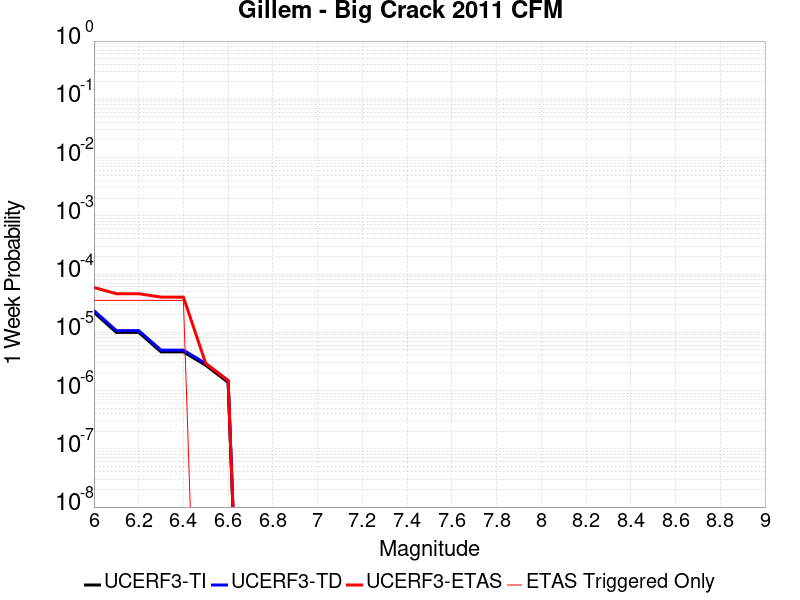 Gillem - Big Crack 2011 CFM
1 Week Probability
10^0
10^-1
10^-2
10^-3
10^-4
10^-5
10^-6
10^-7
10^-8
6 6.2 6.4 6.6 6.8 7 7.2 7.4 7.6 7.8 8 8.2 8.4 8.6 8.8 9
Magnitude
UCERF3-TI UCERF3-TD UCERF3-ETAS ETAS Triggered Only